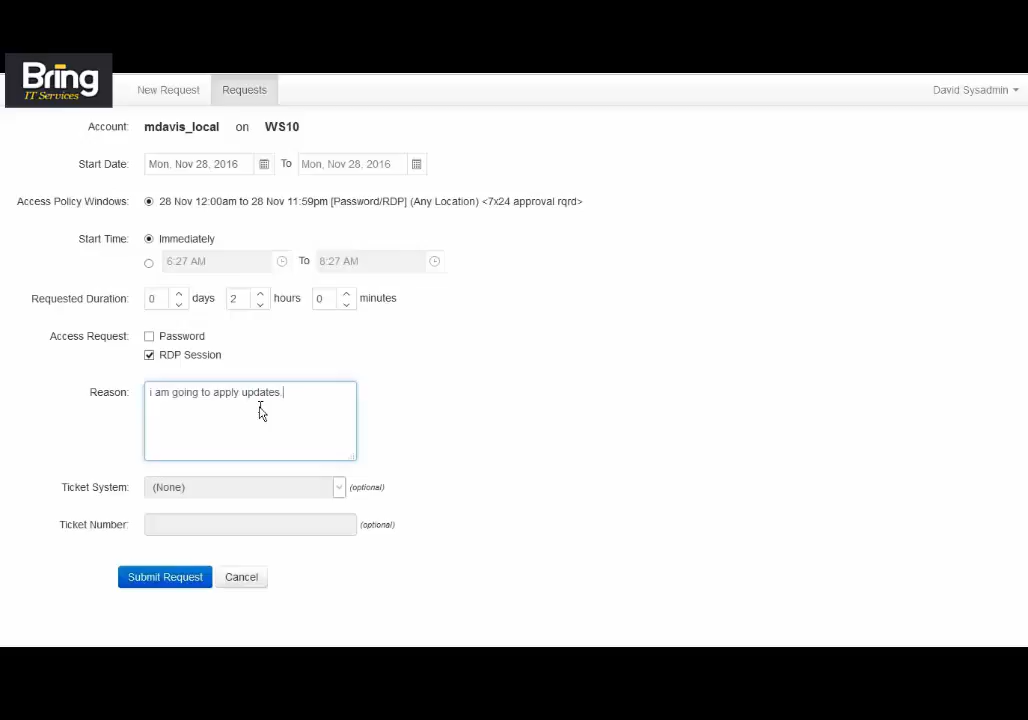 Bring
IT Services
New Request
Requests
David Sysadmin
Account: mdavis_local on WS10
Start Date: Mon, Nov 28, 2016 To Mon, Nov 28, 2016
Access Policy Windows: 28 Nov 12:00am to 28 Nov 11:59pm [Password/RDP] (Any Location) <7x24 approval rqrd>
Start Time: Immediately
6:27 AM To 8:27 AM
Requested Duration: 0 days 2 hours 0 minutes
Access Request: Password
RDP Session
Reason: i am going to apply updates.
Ticket System: (None) (optional)
Ticket Number: (optional)
Submit Request Cancel